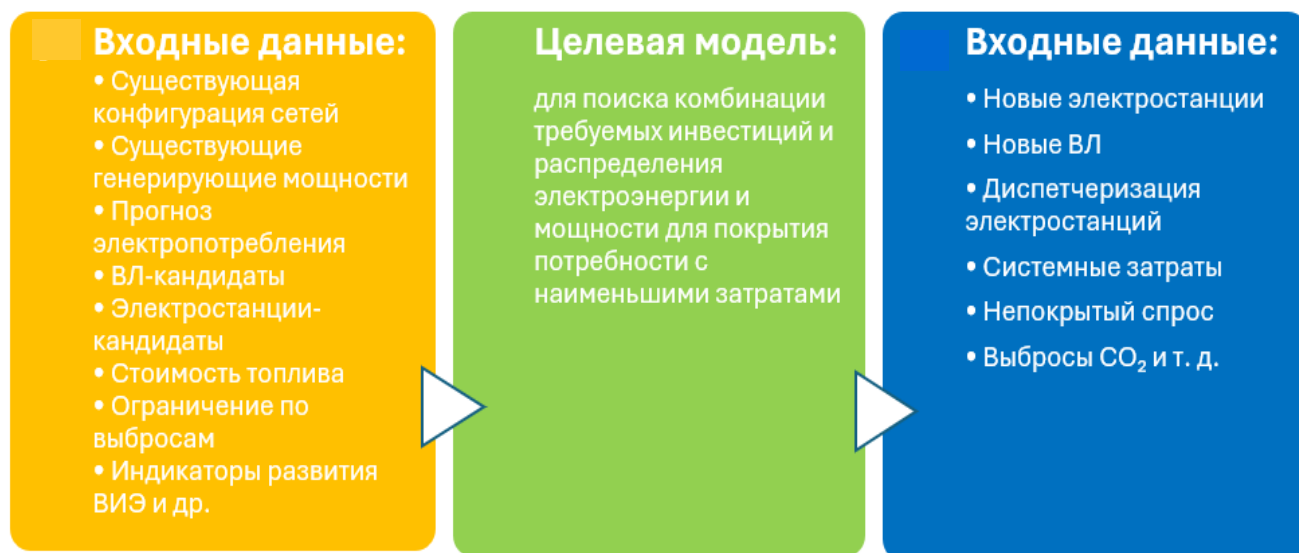 Входные данные:
• Существующая
конфигурация сетей
• Существующие
генерирующие мощности
• Прогноз
электропотребления
• ВЛ-кандидаты
• Электростанции-
кандидаты
• Стоимость топлива
• Ограничение по
выбросам
• Индикаторы развития
ВИЭ и др.
Целевая модель:
для поиска комбинации
требуемых инвестиций и
распределения
электроэнергии и
мощности для покрытия
потребности с
наименьшими затратами
Входные данные:
• Новые электростанции
• Новые ВЛ
• Диспетчеризация
электростанций
• Системные затраты
• Непокрытый спрос
• Выбросы CO₂ и т. д.